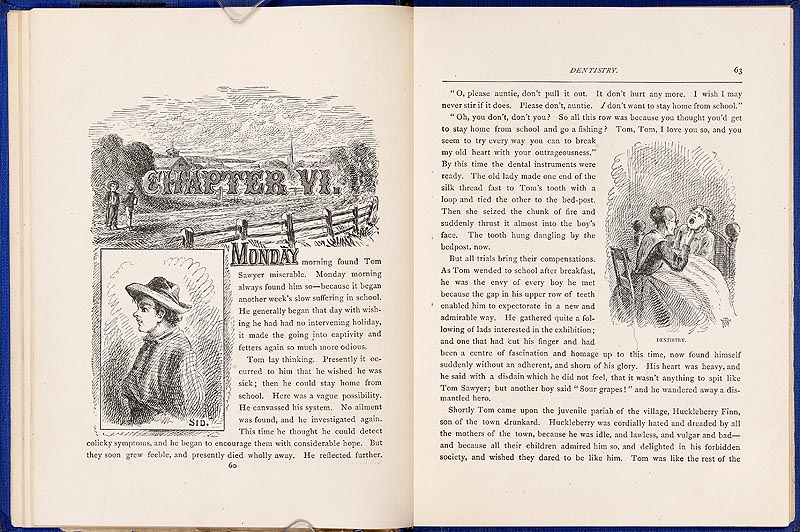 CHAPTER VI.
MONDAY morning found Tom
Sawyer miserable. Monday morning
always found him so—because it began
another week's slow suffering in school.
He generally began that day with wish-
ing he had had no intervening holiday,
it made the going into captivity and
fetters again so much more odious.
Tom lay thinking. Presently it oc-
curred to him that he wished he was
sick; then he could stay home from
school. Here was a vague possibility.
He canvassed his system. No ailment
was found, and he investigated again.
This time he thought he could detect
SID.
colicky symptoms, and he began to encourage them with considerable hope. But
they soon grew feeble, and presently died wholly away. He reflected further.
60
DENTISTRY. 63
"O, please auntie, don't pull it out. It don't hurt any more. I wish I may
never stir if it does. Please don't, auntie. I don't want to stay home from school."
"Oh, you don't, don't you? So all this row was because you thought you'd get
to stay home from school and go a fishing? Tom, Tom, I love you so, and you
seem to try every way you can to break
my old heart with your outrageousness."
By this time the dental instruments were
ready. The old lady made one end of the
silk thread fast to Tom's tooth with a
loop and tied the other to the bed-post.
Then she seized the chunk of fire and
suddenly thrust it almost into the boy's
face. The tooth hung dangling by the
bedpost, now.
But all trials bring their compensations.
As Tom wended to school after breakfast,
he was the envy of every boy he met
because the gap in his upper row of teeth
enabled him to expectorate in a new and
admirable way. He gathered quite a fol-
lowing of lads interested in the exhibition;
and one that had cut his finger and had
DENTISTRY.
been a centre of fascination and homage up to this time, now found himself
suddenly without an adherent, and shorn of his glory. His heart was heavy, and
he said with a disdain which he did not feel, that it wasn't anything to spit like
Tom Sawyer; but another boy said "Sour grapes!" and he wandered away a dis-
mantled hero.
Shortly Tom came upon the juvenile pariah of the village, Huckleberry Finn,
son of the town drunkard. Huckleberry was cordially hated and dreaded by all
the mothers of the town, because he was idle, and lawless, and vulgar and bad—
and because all their children admired him so, and delighted in his forbidden
society, and wished they dared to be like him. Tom was like the rest of the